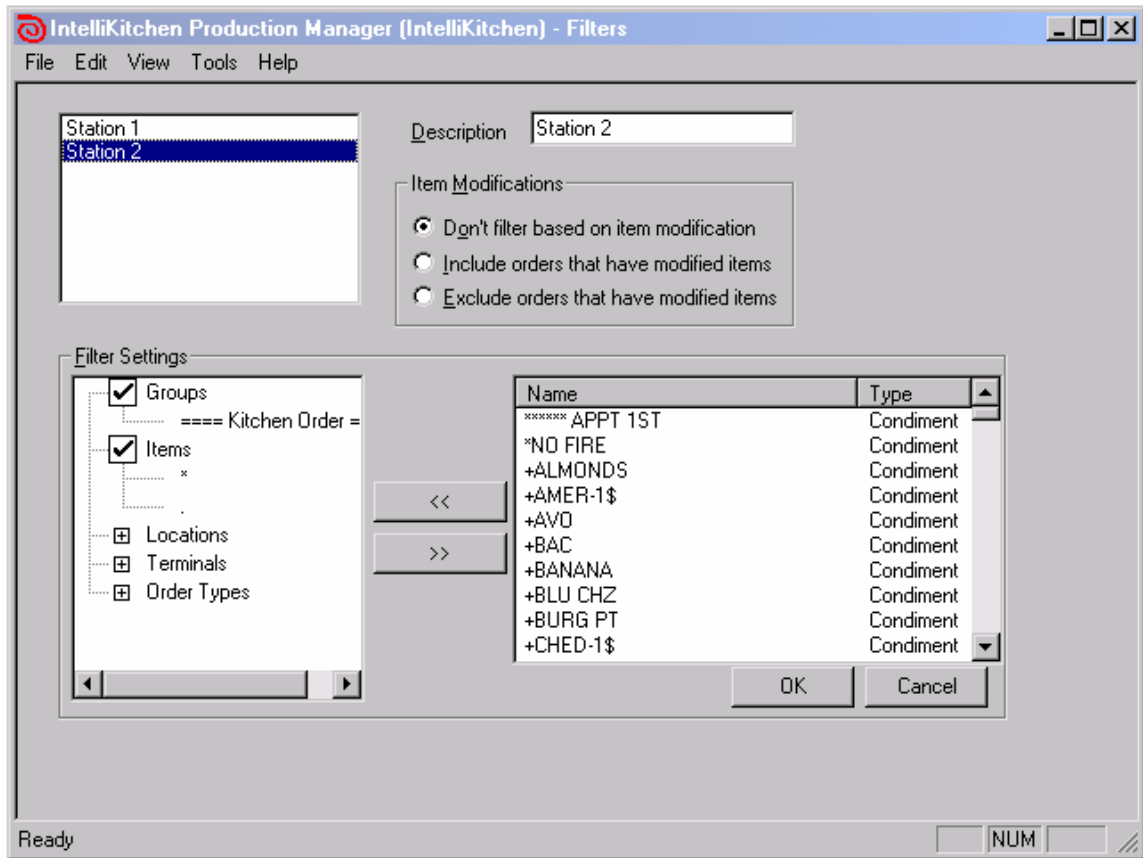 IntelliKitchen Production Manager (IntelliKitchen) - Filters
File Edit View Tools Help
Station 1
Station 2
Description Station 2
Item Modifications
Don't filter based on item modification
Include orders that have modified items
Exclude orders that have modified items
Filter Settings
Groups
==== Kitchen Order =
Items
*
.
Locations
Terminals
Order Types
<<
>>
Name Type
****** APPT 1ST Condiment
*NO FIRE Condiment
+ALMONDS Condiment
+AMER-1$ Condiment
+AVO Condiment
+BAC Condiment
+BANANA Condiment
+BLU CHZ Condiment
+BURG PT Condiment
+CHED-1$ Condiment
OK Cancel
Ready NUM